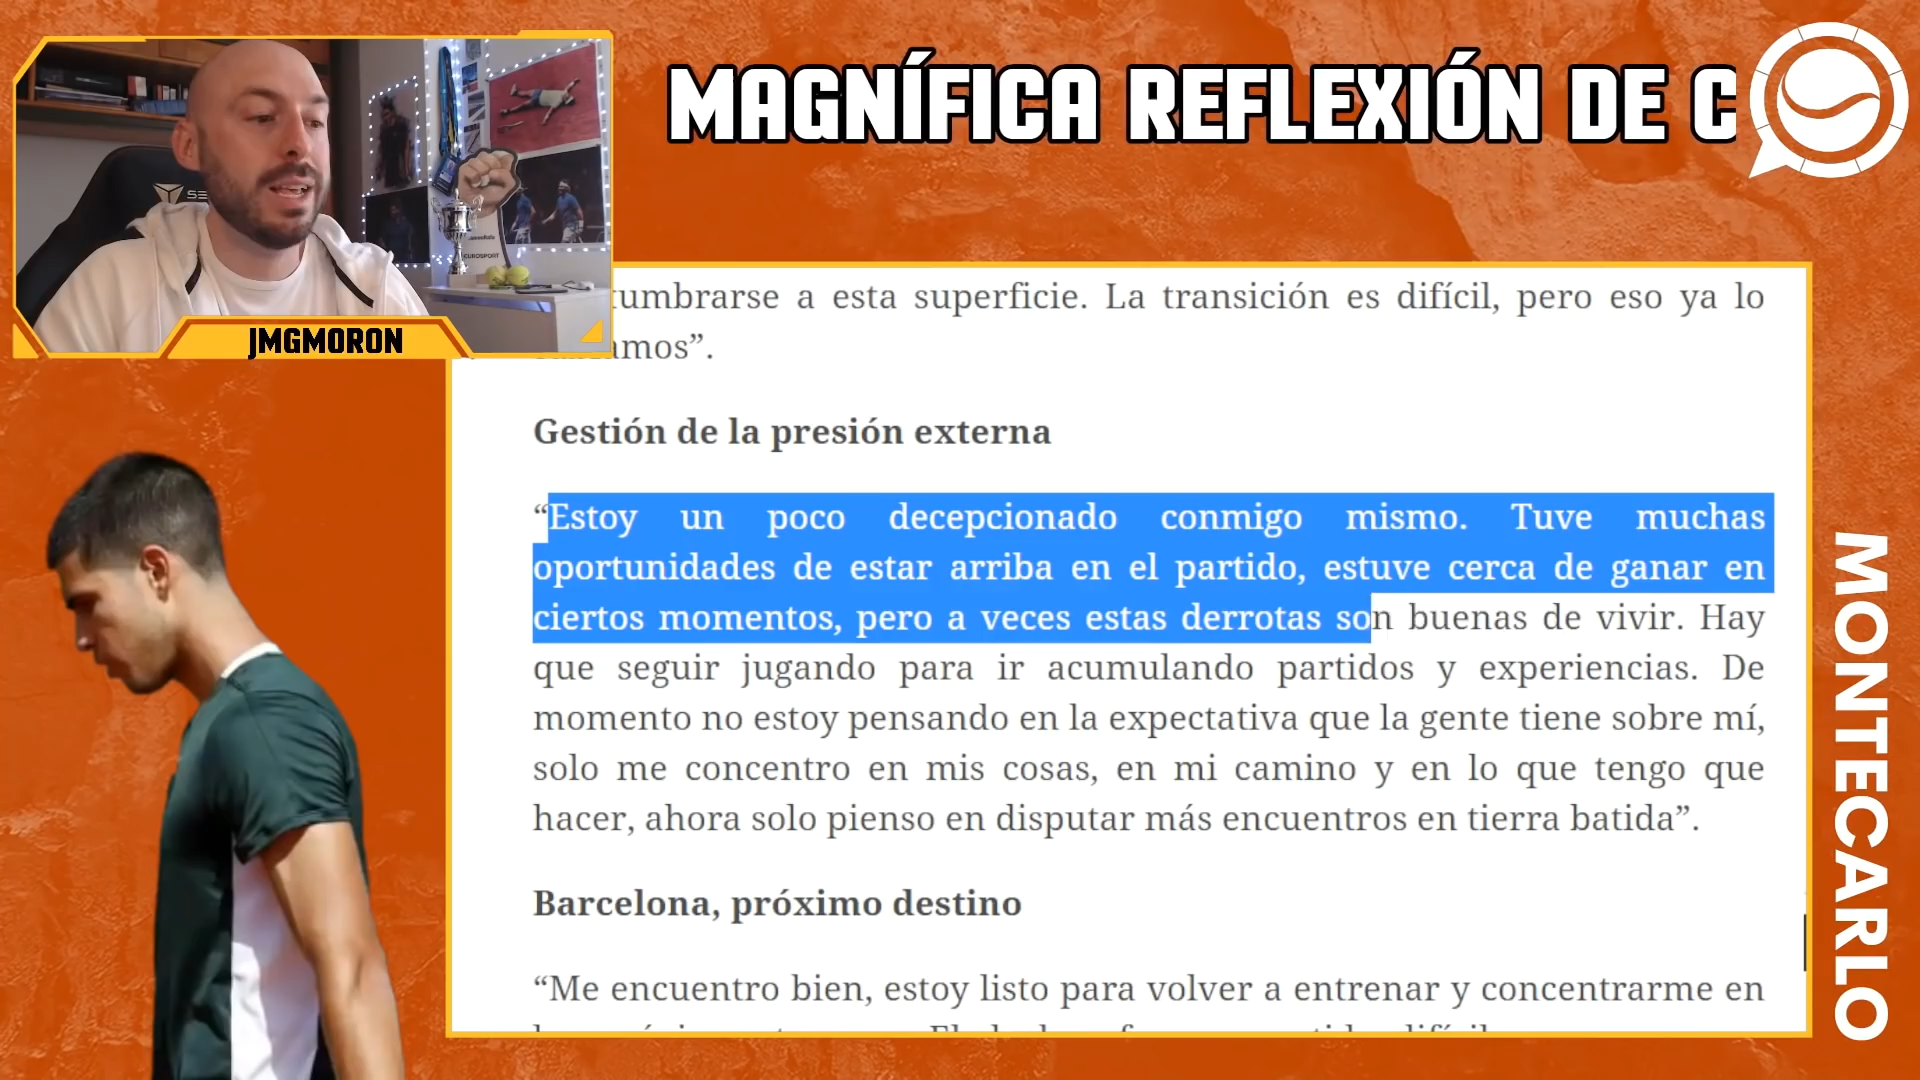 MAGNÍFICA REFLEXIÓN DE C
SE
EUROSPORT
JMGMORON
tumbrarse a esta superficie. La transición es difícil, pero eso ya lo
amos”.
Gestión de la presión externa
“Estoy un poco decepcionado conmigo mismo. Tuve muchas
oportunidades de estar arriba en el partido, estuve cerca de ganar en
ciertos momentos, pero a veces estas derrotas son buenas de vivir. Hay
que seguir jugando para ir acumulando partidos y experiencias. De
momento no estoy pensando en la expectativa que la gente tiene sobre mí,
solo me concentro en mis cosas, en mi camino y en lo que tengo que
hacer, ahora solo pienso en disputar más encuentros en tierra batida”.
Barcelona, próximo destino
“Me encuentro bien, estoy listo para volver a entrenar y concentrarme en
MONTECARLO